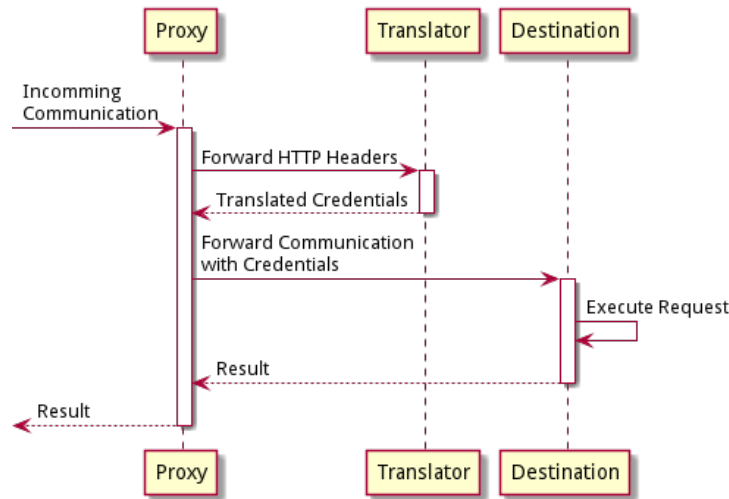 Proxy
Translator
Destination
Incomming
Communication
Forward HTTP Headers
Translated Credentials
Forward Communication
with Credentials
Execute Request
Result
Result
Proxy
Translator
Destination